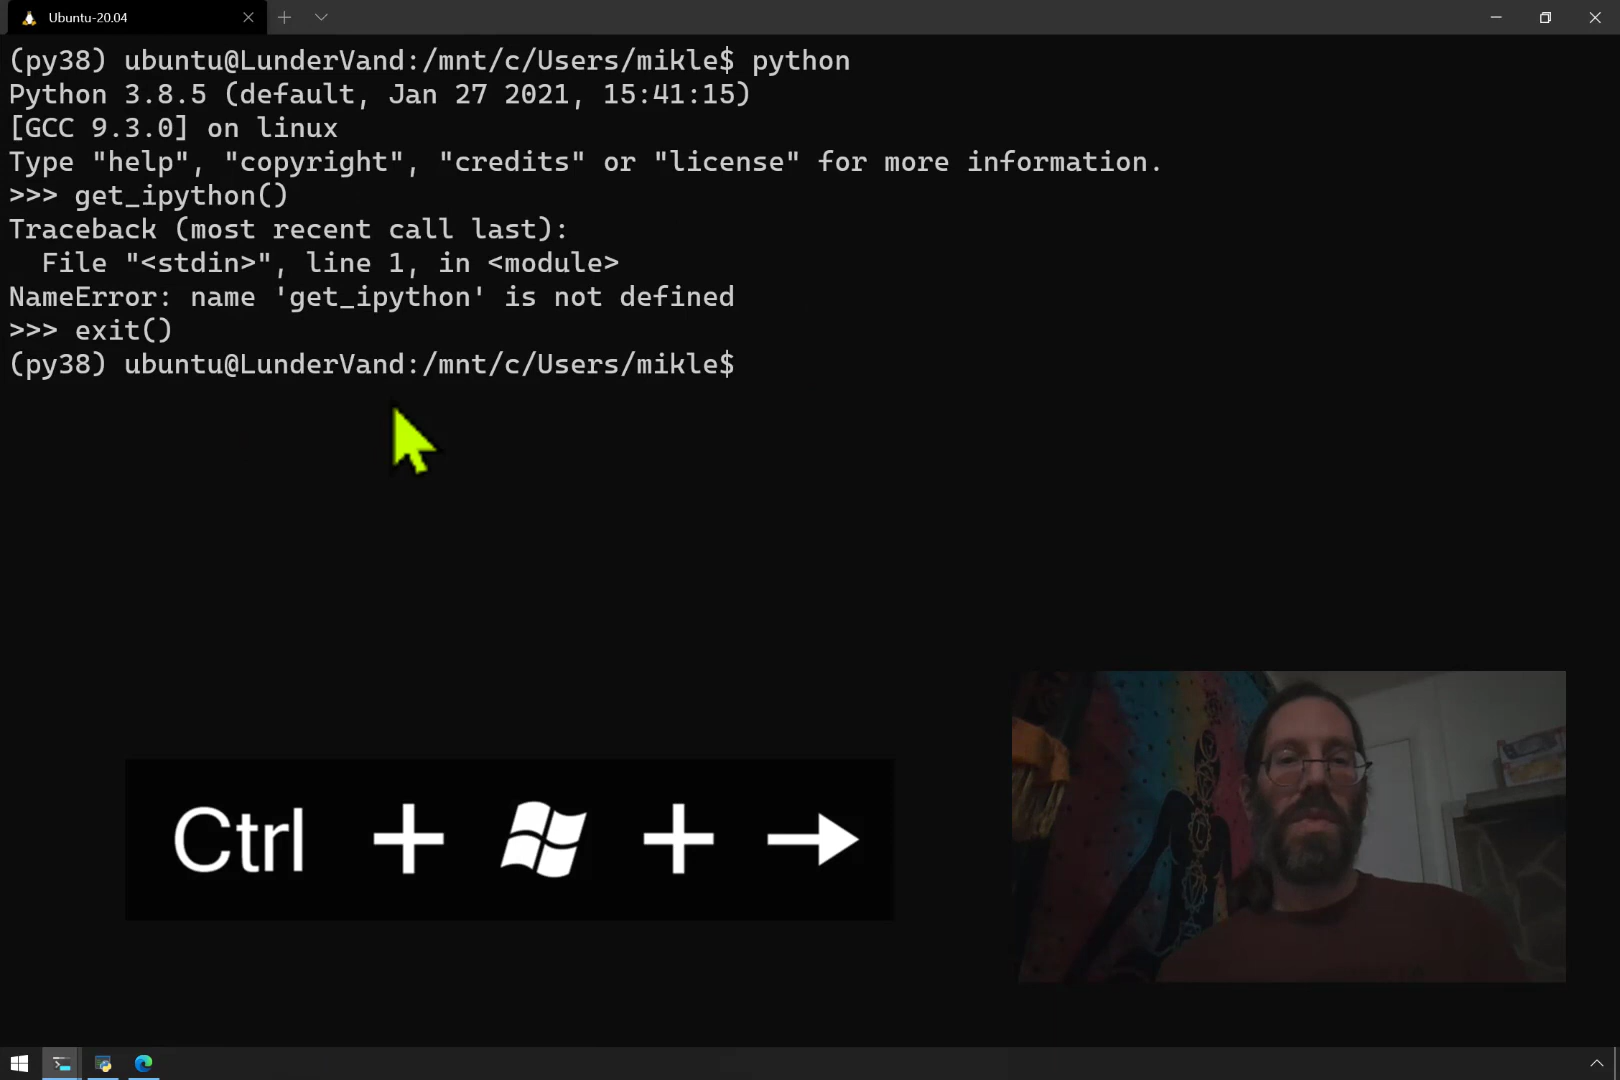 Ubuntu-20.04
(py38) ubuntu@LunderVand:/mnt/c/Users/mikle$ python
Python 3.8.5 (default, Jan 27 2021, 15:41:15)
[GCC 9.3.0] on linux
Type "help", "copyright", "credits" or "license" for more information.
>>> get_ipython()
Traceback (most recent call last):
  File "<stdin>", line 1, in <module>
NameError: name 'get_ipython' is not defined
>>> exit()
(py38) ubuntu@LunderVand:/mnt/c/Users/mikle$
Ctrl + + →